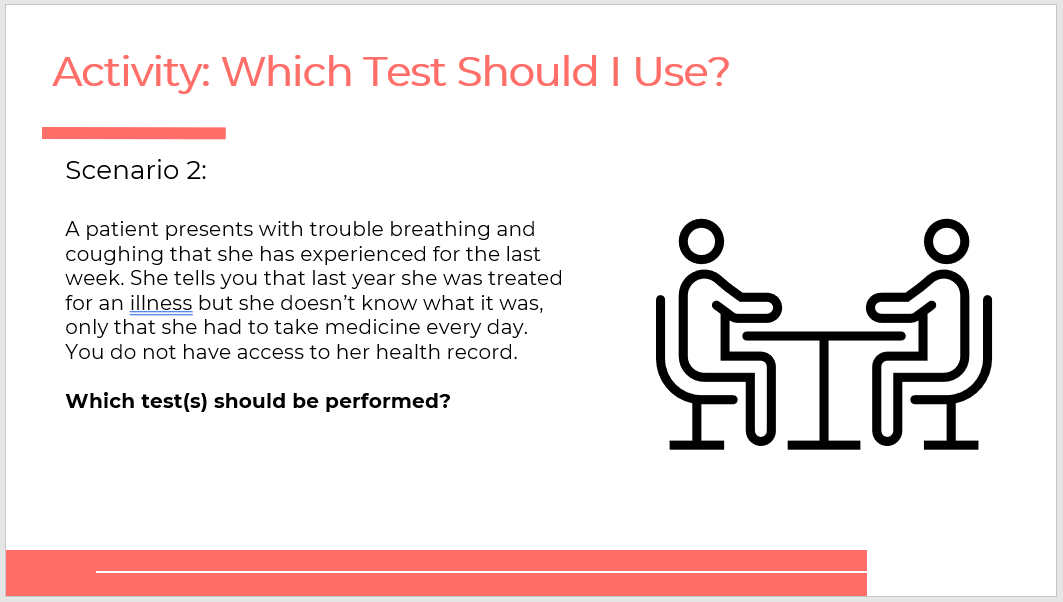 Activity: Which Test Should I Use?
Scenario 2:
A patient presents with trouble breathing and
coughing that she has experienced for the last
week. She tells you that last year she was treated
for an illness but she doesn’t know what it was,
only that she had to take medicine every day.
You do not have access to her health record.
Which test(s) should be performed?